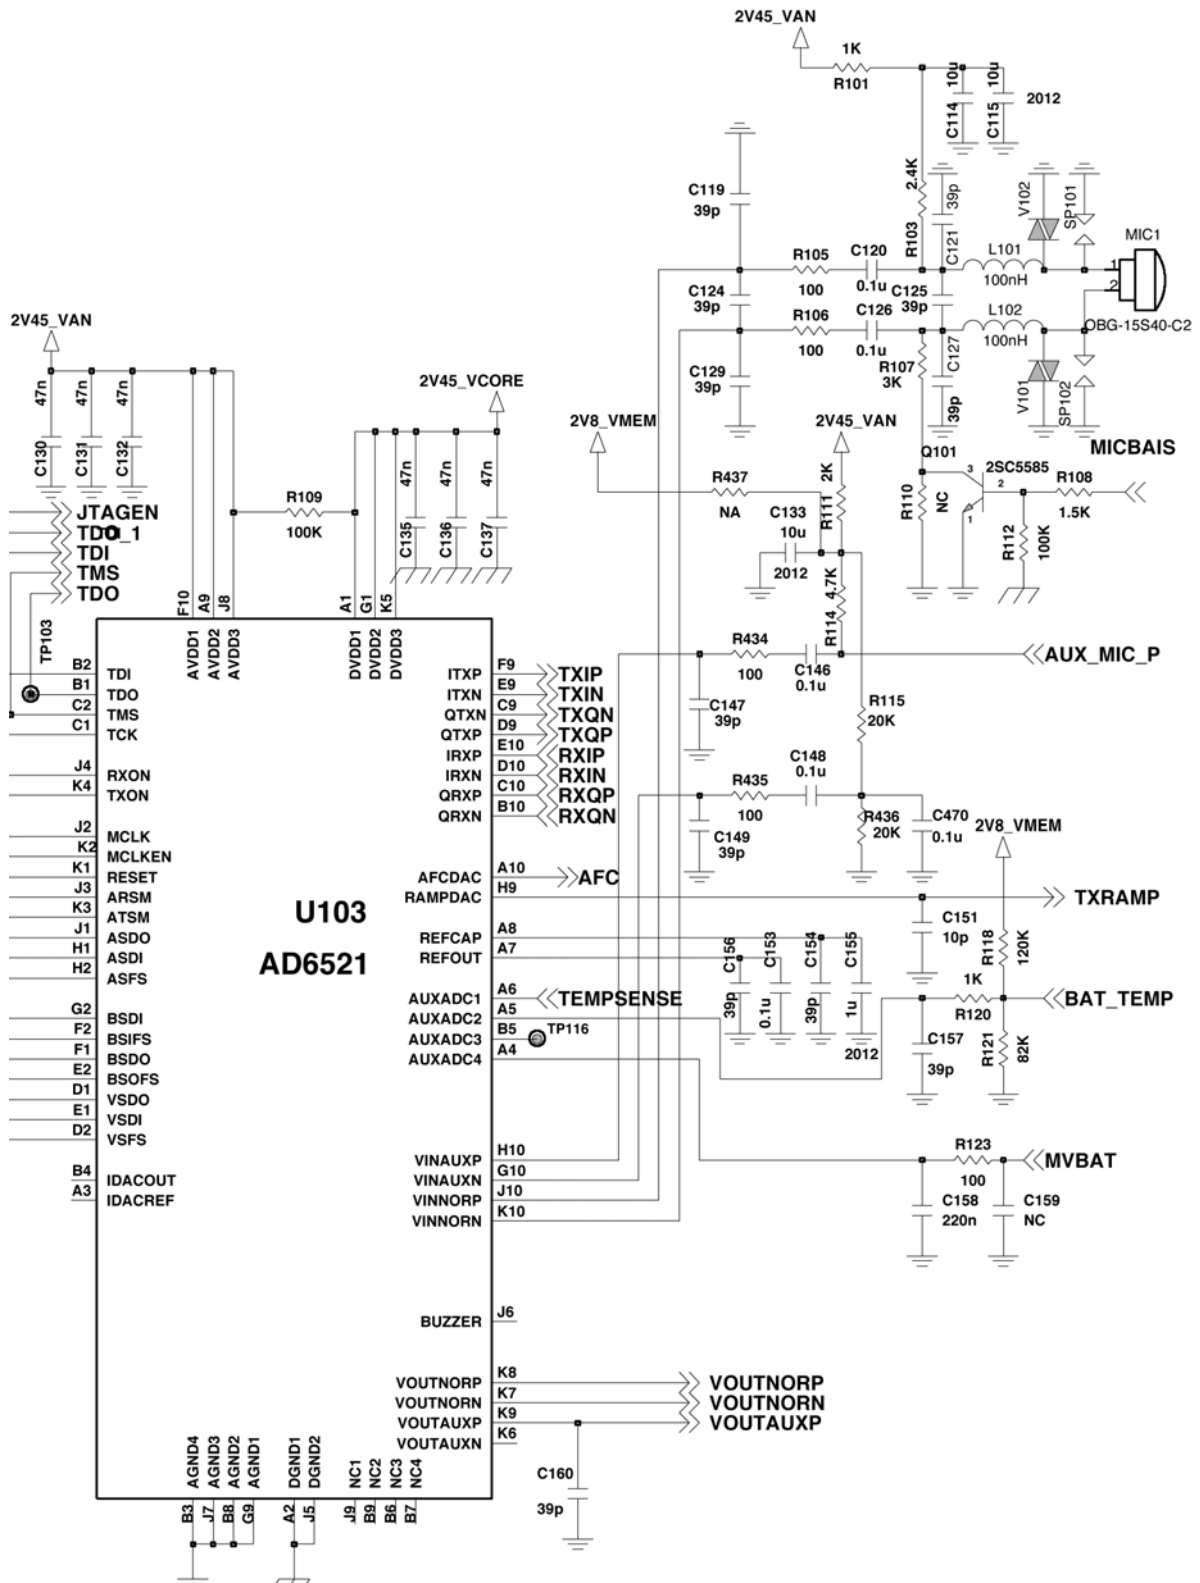 2V45_VAN
1K
R101
10u
C114
10u
C115
2012
C119
39p
2.4K
R103
39p
C121
V102
SP101
MIC1
L101
100nH
1
2
R105
100
C120
0.1u
C124
39p
R106
100
C126
0.1u
C125
39p
L102
100nH
OBG-15S40-C2
C129
39p
R107
3K
C127
39p
V101
SP102
2V45_VAN
47n
C130
47n
C131
47n
C132
2V45_VCORE
R109
100K
47n
C135
47n
C136
47n
C137
2V8_VMEM
R437
NA
C133
10u
2012
2V45_VAN
2K
R111
4.7K
R114
Q101
2SC5585
3
2
1
R110
NC
MICBAIS
R108
1.5K
R112
100K
JTAGEN
TDO_1
TDI
TMS
TDO
TP103
F10
A9
J8
A1
G1
K5
AVDD1
AVDD2
AVDD3
DVDD1
DVDD2
DVDD3
B2 TDI
B1 TDO
C2 TMS
C1 TCK
J4 RXON
K4 TXON
J2 MCLK
K2 MCLKEN
K1 RESET
J3 ARSM
K3 ATSM
J1 ASDO
H1 ASDI
H2 ASFS
G2 BSDI
F2 BSIFS
F1 BSDO
E2 BSOFS
D1 VSDO
E1 VSDI
D2 VSFS
B4 IDACOUT
A3 IDACREF
U103
AD6521
ITXP F9 TXIP
ITXN E9 TXIN
QTXN C9 TXQN
QTXP D9 TXQP
IRXP E10 RXIP
IRXN D10 RXIN
QRXP C10 RXQP
QRXN B10 RXQN
AFCDAC A10 AFC
RAMPDAC H9 TXRAMP
REFCAP A8
REFOUT A7
AUXADC1 A6 TEMPSENSE
AUXADC2 A5
AUXADC3 B5 TP116
AUXADC4 A4
VINAUXP H10
VINAUXN G10
VINNORP J10
VINNORN K10
BUZZER J6
VOUTNORP K8 VOUTNORP
VOUTNORN K7 VOUTNORN
VOUTAUXP K9 VOUTAUXP
VOUTAUXN K6
R434
100
C146
0.1u
AUX_MIC_P
C147
39p
R115
20K
R435
100
C148
0.1u
C149
39p
R436
20K
C470
0.1u
2V8_VMEM
C151
10p
R118
120K
C156
39p
C153
0.1u
C154
39p
C155
1u
2012
1K
R120
BAT_TEMP
C157
39p
R121
82K
R123
100
MVBAT
C158
220n
C159
NC
C160
39p
AGND4
AGND3
AGND2
AGND1
DGND1
DGND2
NC1
NC2
NC3
NC4
B3
J7
B8
G9
A2
J5
J9
B9
B6
B7